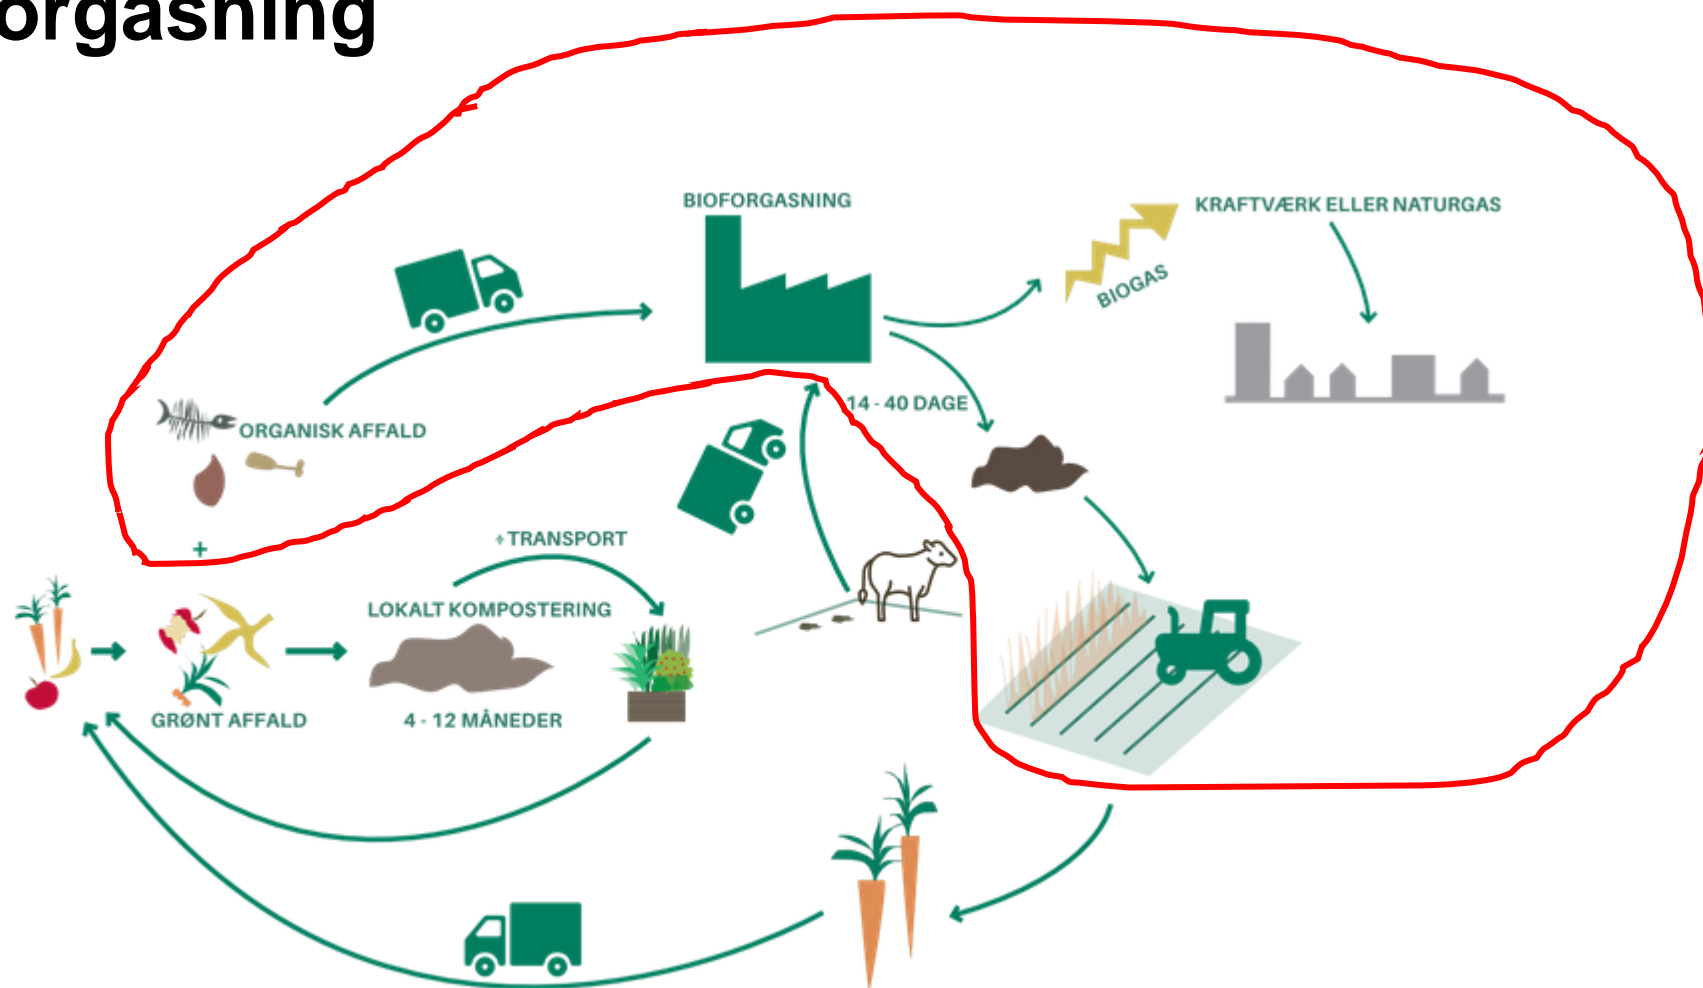 orgasning
BIOFORGASNING
KRAFTVÆRK ELLER NATURGAS
BIOGAS
14 - 40 DAGE
ORGANISK AFFALD
+
÷ TRANSPORT
LOKALT KOMPOSTERING
GRØNT AFFALD
4 - 12 MÅNEDER